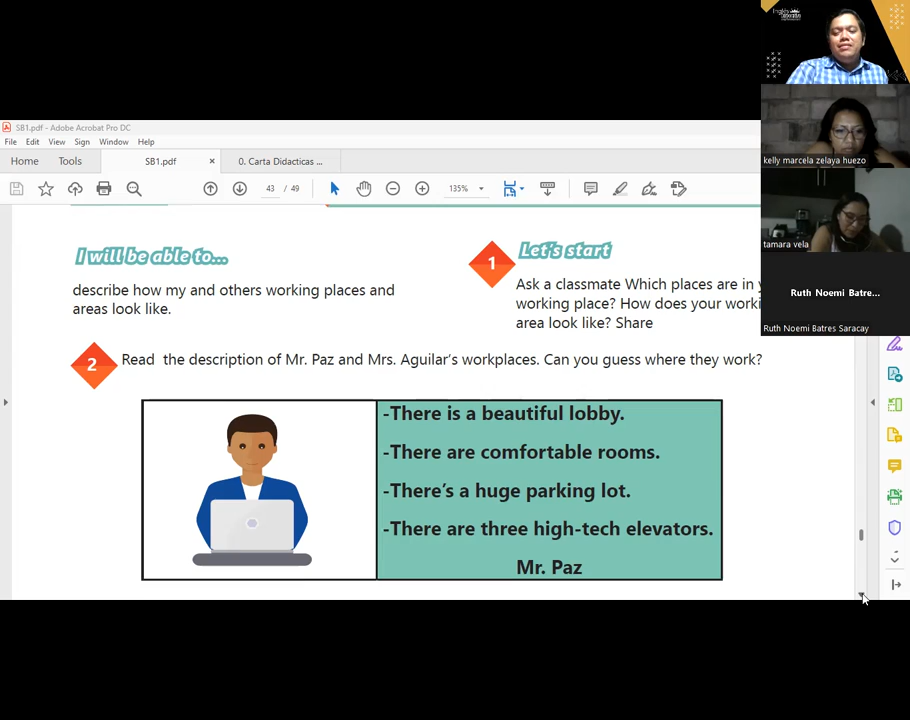 SB1.pdf - Adobe Acrobat Pro DC
File Edit View Sign Window Help
Home Tools SB1.pdf × 0. Carta Didacticas ...
43 / 49 135%
I will be able to...
describe how my and others working places and
areas look like.
1 Let's start
Ask a classmate Which places are in
working place? How does your
area look like? Share
2 Read the description of Mr. Paz and Mrs. Aguilar's workplaces. Can you guess where they work?
-There is a beautiful lobby.
-There are comfortable rooms.
-There's a huge parking lot.
-There are three high-tech elevators.
Mr. Paz
kelly marcela zelaya huezo
tamara vela
Ruth Noemi Batre...
Ruth Noemi Batres Saracay